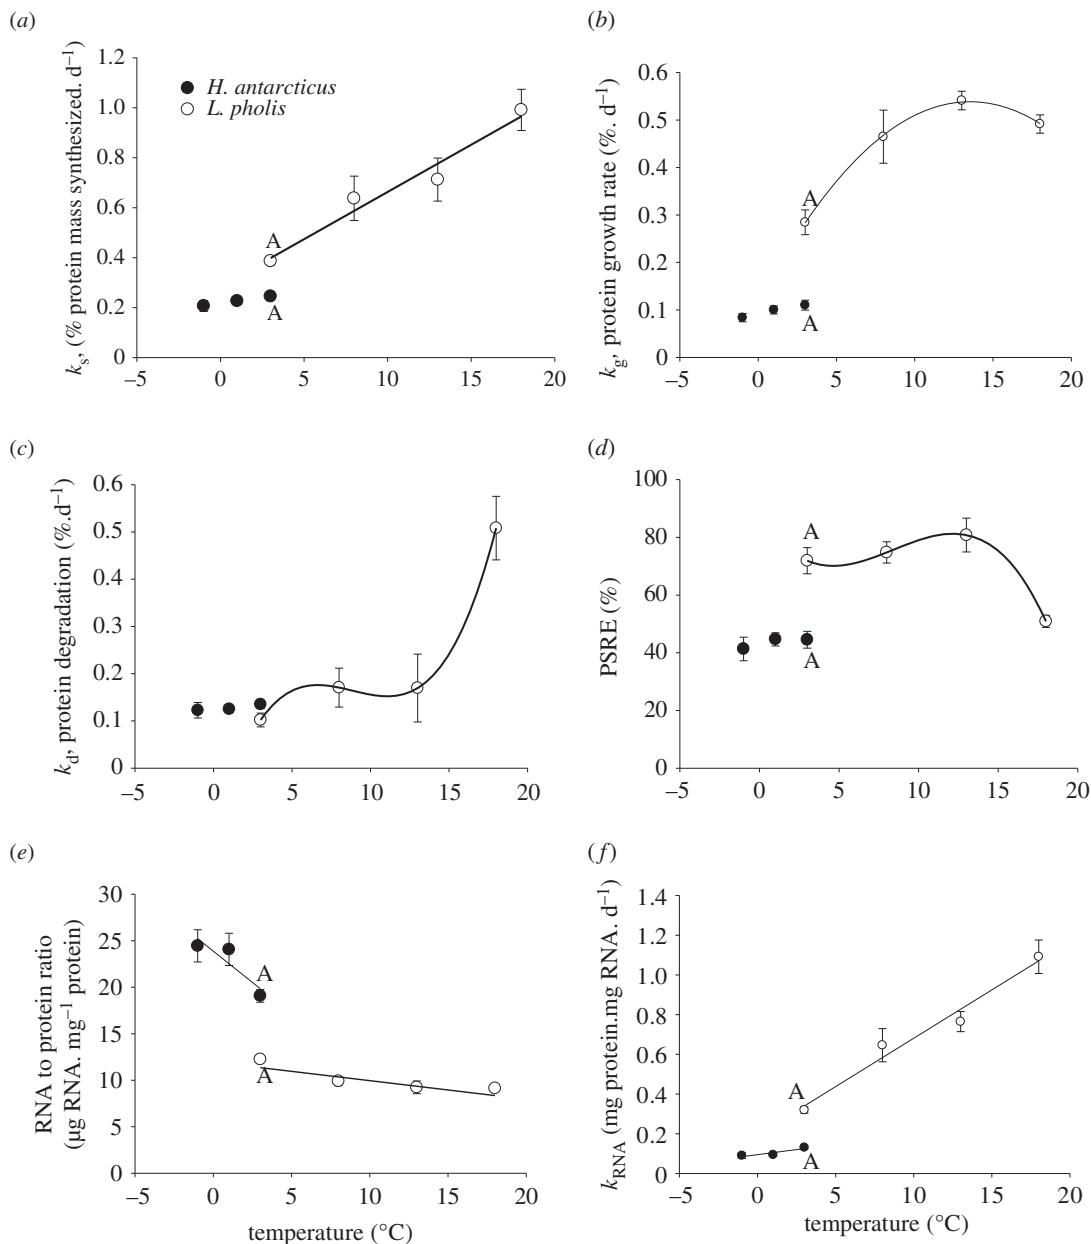 (a)
k_s, (% protein mass synthesized. d⁻¹)
1.2
1.0
0.8
0.6
0.4
0.2
0
−5 0 5 10 15 20
H. antarcticus
L. pholis
A
A
(b)
k_g, protein growth rate (%. d⁻¹)
0.6
0.5
0.4
0.3
0.2
0.1
0
−5 0 5 10 15 20
A
A
(c)
k_d, protein degradation (%.d⁻¹)
0.6
0.5
0.4
0.3
0.2
0.1
0
−5 0 5 10 15 20
(d)
PSRE (%)
100
80
60
40
20
0
−5 0 5 10 15 20
A
A
(e)
RNA to protein ratio
(µg RNA. mg⁻¹ protein)
30
25
20
15
10
5
0
−5 0 5 10 15 20
A
A
temperature (°C)
(f)
k_RNA (mg protein.mg RNA. d⁻¹)
1.4
1.2
1.0
0.8
0.6
0.4
0.2
0
−5 0 5 10 15 20
A
A
temperature (°C)